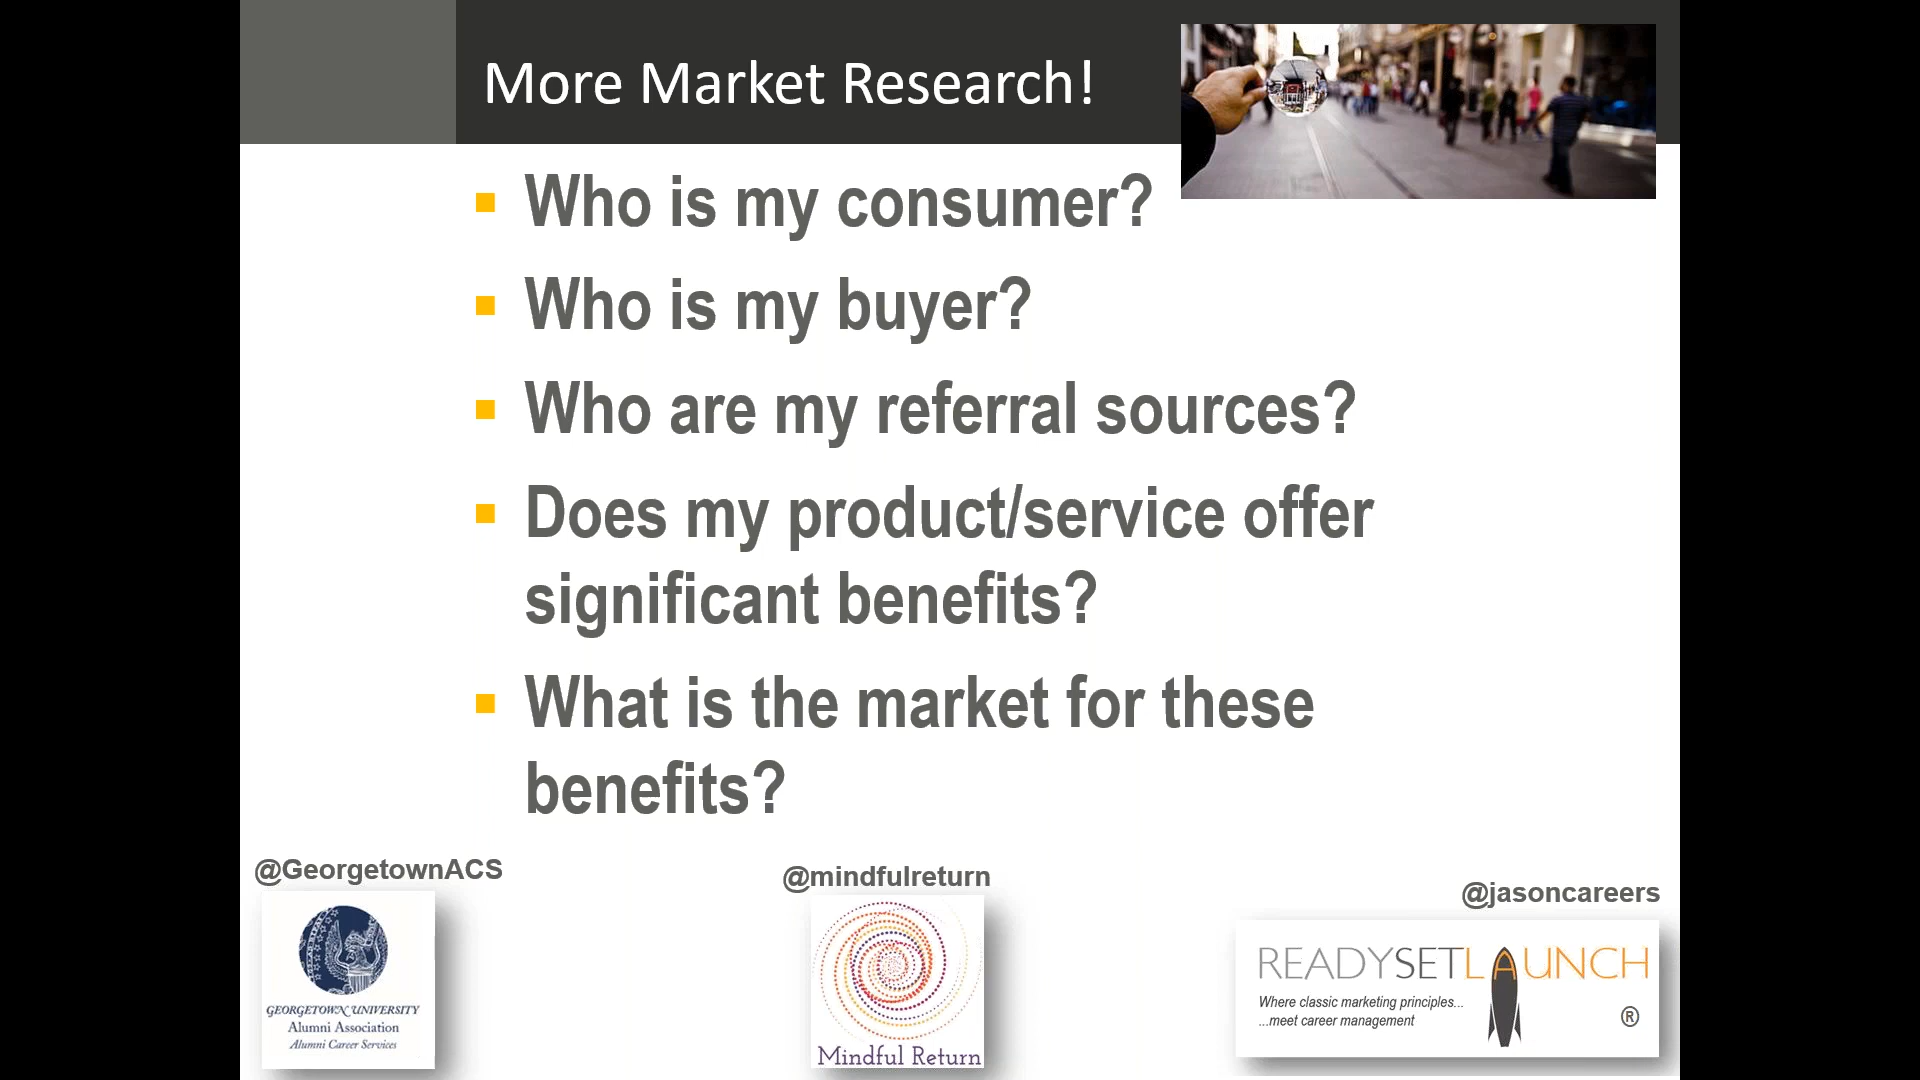 More Market Research!
Who is my consumer?
Who is my buyer?
Who are my referral sources?
Does my product/service offer
significant benefits?
What is the market for these
benefits?
@GeorgetownACS
GEORGETOWN UNIVERSITY
Alumni Association
Alumni Career Services
@mindfulreturn
Mindful Return
@jasoncareers
READYSETLAUNCH
Where classic marketing principles...
...meet career management
®